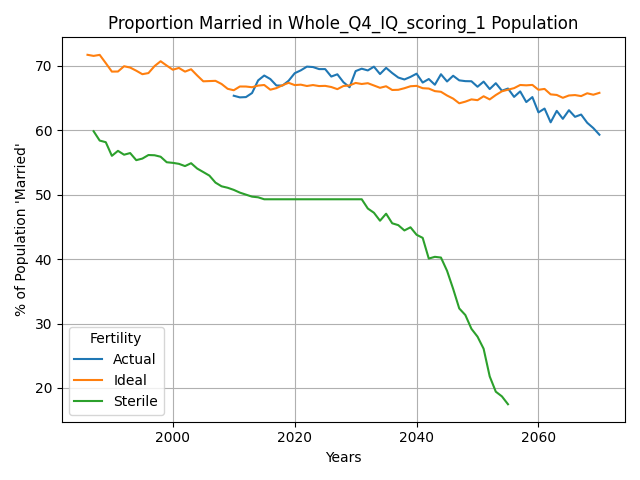 Proportion Married in Whole_Q4_IQ_scoring_1 Population
% of Population 'Married'
70
60
50
40
30
20
Fertility
Actual
Ideal
Sterile
2000 2020 2040 2060
Years